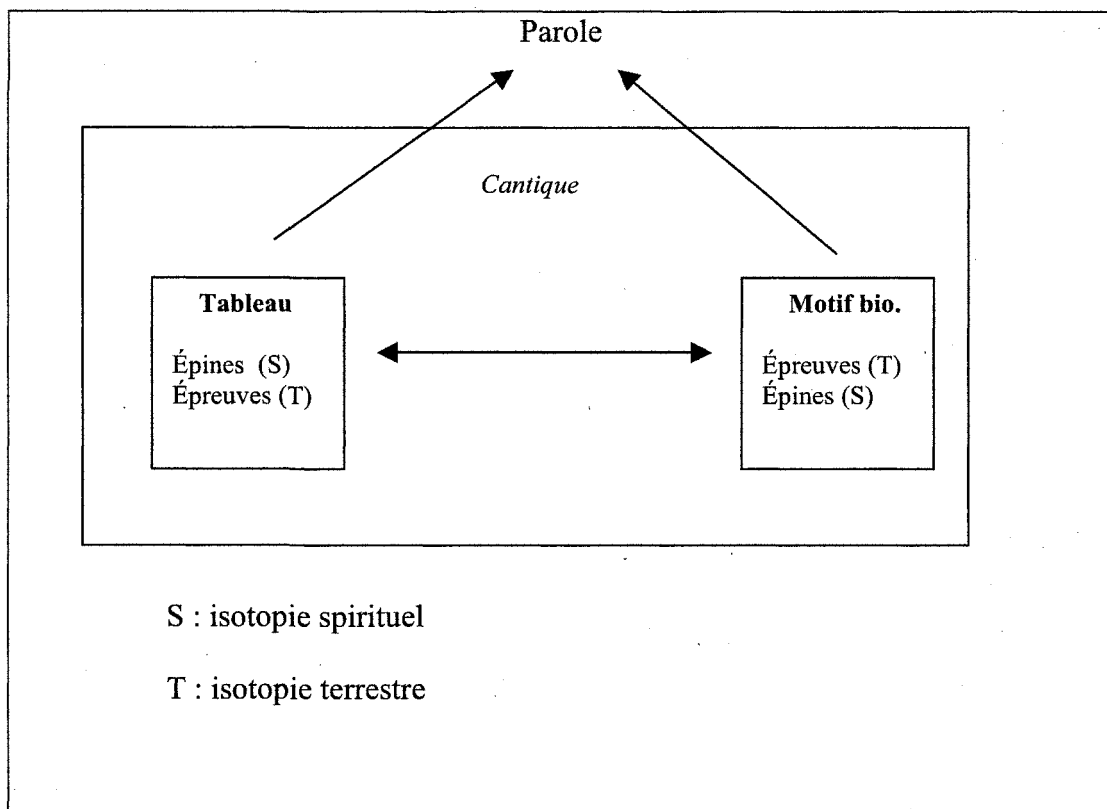 Parole
Cantique
Tableau
Épines (S)
Épreuves (T)
Motif bio.
Épreuves (T)
Épines (S)
S : isotopie spirituel
T : isotopie terrestre